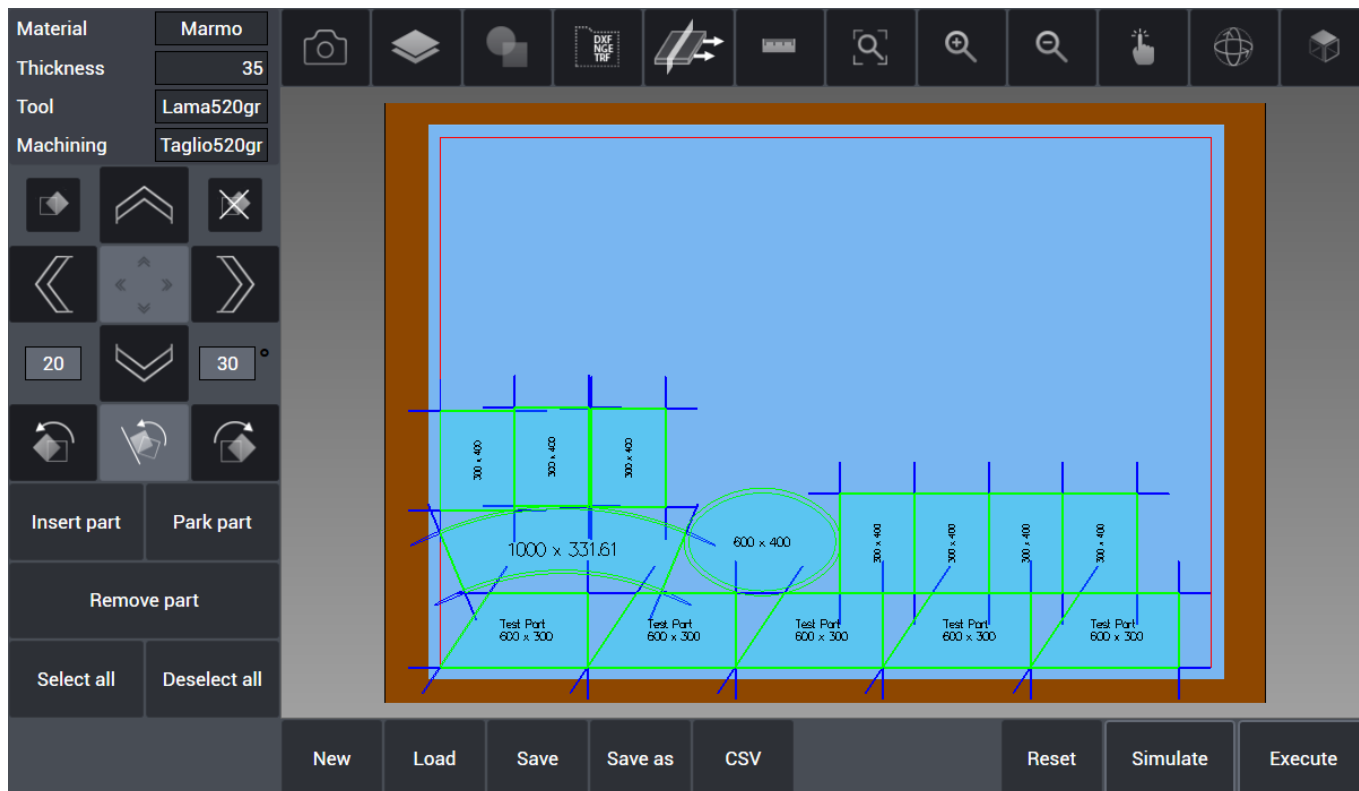 Material
Marmo
Thickness
35
Tool
Lama520gr
Machining
Taglio520gr
DXF
NGE
TRF
20
30 °
Insert part
Park part
Remove part
Select all
Deselect all
300 x 400
300 x 400
300 x 400
1000 x 331.61
600 x 400
300 x 400
300 x 400
300 x 400
300 x 400
Test Part
600 x 300
Test Part
600 x 300
Test Part
600 x 300
Test Part
600 x 300
Test Part
600 x 300
New
Load
Save
Save as
CSV
Reset
Simulate
Execute